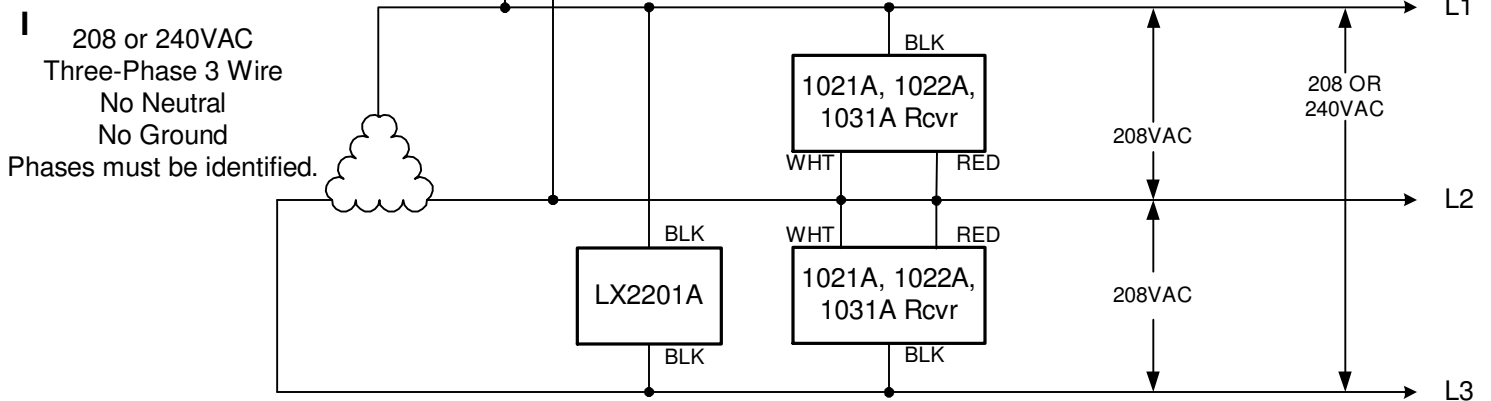 I
208 or 240VAC
Three-Phase 3 Wire
No Neutral
No Ground
Phases must be identified.
L1
BLK
1021A, 1022A,
1031A Rcvr
WHT
RED
208VAC
208 OR
240VAC
L2
BLK
LX2201A
BLK
WHT
RED
1021A, 1022A,
1031A Rcvr
BLK
208VAC
L3